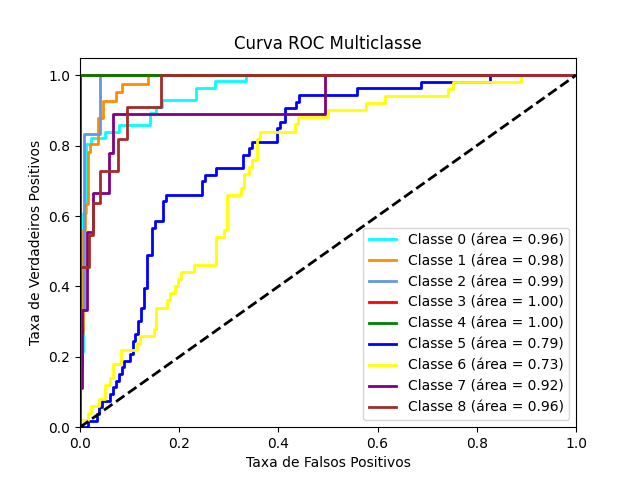 Curva ROC Multiclasse
Taxa de Verdadeiros Positivos
1.0
0.8
0.6
0.4
0.2
0.0
Classe 0 (área = 0.96)
Classe 1 (área = 0.98)
Classe 2 (área = 0.99)
Classe 3 (área = 1.00)
Classe 4 (área = 1.00)
Classe 5 (área = 0.79)
Classe 6 (área = 0.73)
Classe 7 (área = 0.92)
Classe 8 (área = 0.96)
0.0 0.2 0.4 0.6 0.8 1.0
Taxa de Falsos Positivos